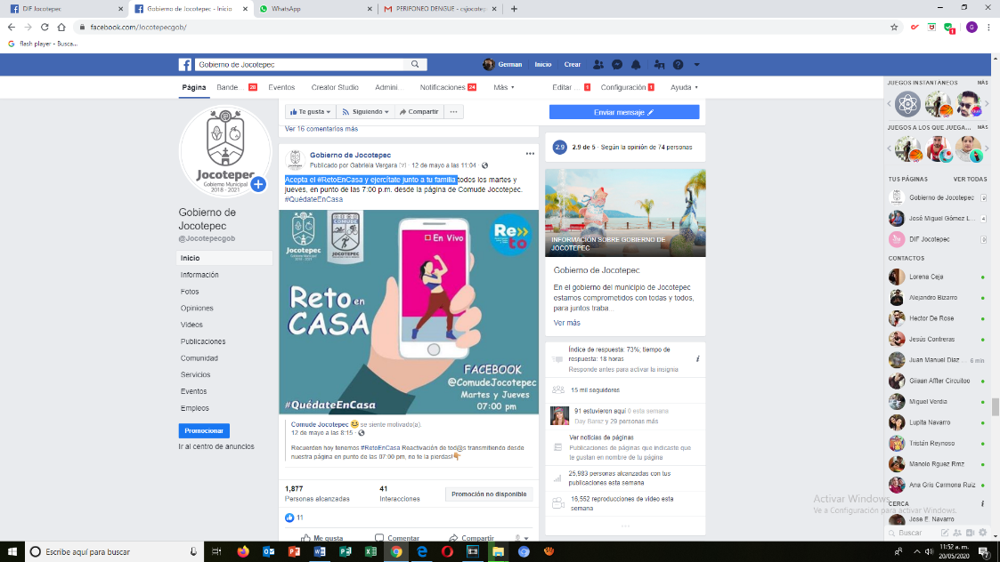 DIF Jocotepec
Gobierno de Jocotepec - Inicio
WhatsApp
PERIFONEO DENGUE - csjocotep
facebook.com/Jocotepecgob/
flash player - Busca...
Gobierno de Jocotepec
German
Inicio
Crear
Página
Bande...
28
Eventos
Creator Studio
Admini...
Notificaciones
24
Más
Editar ...
1
Configuración
1
Ayuda
Jocotepec
Gobierno Municipal
2018 - 2021
Gobierno de
Jocotepec
@Jocotepecgob
Inicio
Información
Fotos
Opiniones
Videos
Publicaciones
Comunidad
Servicios
Eventos
Empleos
Promocionar
Ir al centro de anuncios
Te gusta
Siguiendo
Compartir
Ver 16 comentarios más
Gobierno de Jocotepec
Publicado por Gabriela Vergara (?) · 12 de mayo a las 11:04 ·
Acepta el #RetoEnCasa y ejercítate junto a tu familia todos los martes y
jueves, en punto de las 7:00 p.m. desde la página de Comude Jocotepec.
#QuédateEnCasa
Jocotepec
COMUDE
JOCOTEPEC
En Vivo
Re»
to
Reto en
CASA
FACEBOOK
@ComudeJocotepec
Martes y Jueves
07:00 pm
#QuédateEnCasa
Comude Jocotepec se siente motivado(a).
12 de mayo a las 8:15 ·
Recuerden hoy tenemos #RetoEnCasa Reactivación de tod@s transmitiendo desde
nuestra página en punto de las 07:00 pm, no te la pierdas!
1,877
Personas alcanzadas
41
Interacciones
Promoción no disponible
11
Me gusta
Comentar
Compartir
Enviar mensaje
2.9
2.9 de 5 · Según la opinión de 74 personas
INFORMACIÓN SOBRE GOBIERNO DE
JOCOTEPEC
Gobierno de Jocotepec
En el gobierno del municipio de Jocotepec
estamos comprometidos con todas y todos,
para juntos traba...
Ver más
Índice de respuesta: 73%; tiempo de
respuesta: 18 horas
Responde antes para activar la insignia
15 mil seguidores
91 estuvieron aquí 0 esta semana
Day Barez y 29 personas más
Ver noticias de páginas
Publicaciones de páginas que indicaste que
te gustan en nombre de tu página
25,983 personas alcanzadas con tus
publicaciones esta semana
16,552 reproducciones de video esta
semana
JUEGOS INSTANTÁNEOS
MÁS
JUEGOS A LOS QUE JUEGA...
MÁS
TUS PÁGINAS
VER TODAS
Gobierno de Jocotepec
Jose Miguel Gómez L...
4
DIF Jocotepec
CONTACTOS
Lorena Ceja
Alejandro Bizarro
Hector De Rose
Jesús Contreras
Juan Manuel Díaz ...
6 min
Giiaan Affter Circuitoo
Miguel Verdia
Lupita Navarro
Tristán Reynoso
Manolo Rguez Rmz
Ana Gris Carmona Ruiz
CERCA
Jose E. Navarro
Buscar
Activar Windows
Ve a Configuración para activar Windows.
Escribe aquí para buscar
11:52 a. m.
20/05/2020